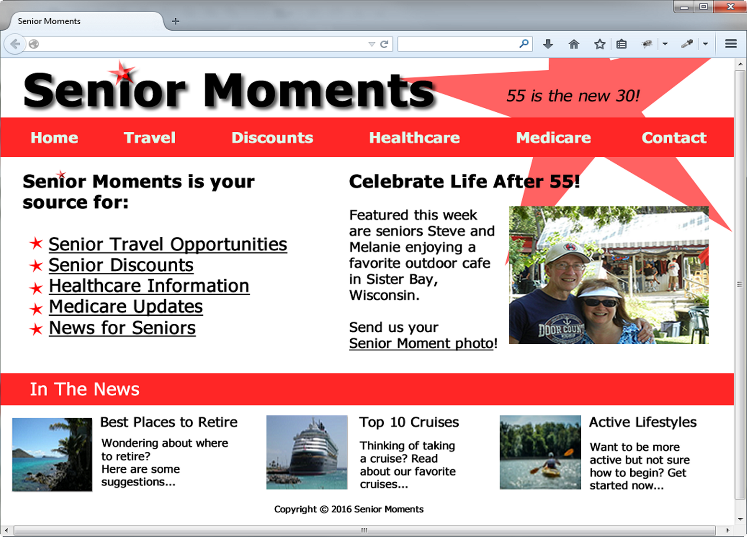 Senior Moments
Senior Moments
55 is the new 30!
Home Travel Discounts Healthcare Medicare Contact
Senior Moments is your
source for:
Senior Travel Opportunities
Senior Discounts
Healthcare Information
Medicare Updates
News for Seniors
Celebrate Life After 55!
Featured this week
are seniors Steve and
Melanie enjoying a
favorite outdoor cafe
in Sister Bay,
Wisconsin.
Send us your
Senior Moment photo!
DOOR COUNTY
In The News
Best Places to Retire
Wondering about where
to retire?
Here are some
suggestions...
Top 10 Cruises
Thinking of taking
a cruise? Read
about our favorite
cruises...
Active Lifestyles
Want to be more
active but not sure
how to begin? Get
started now...
Copyright © 2016 Senior Moments